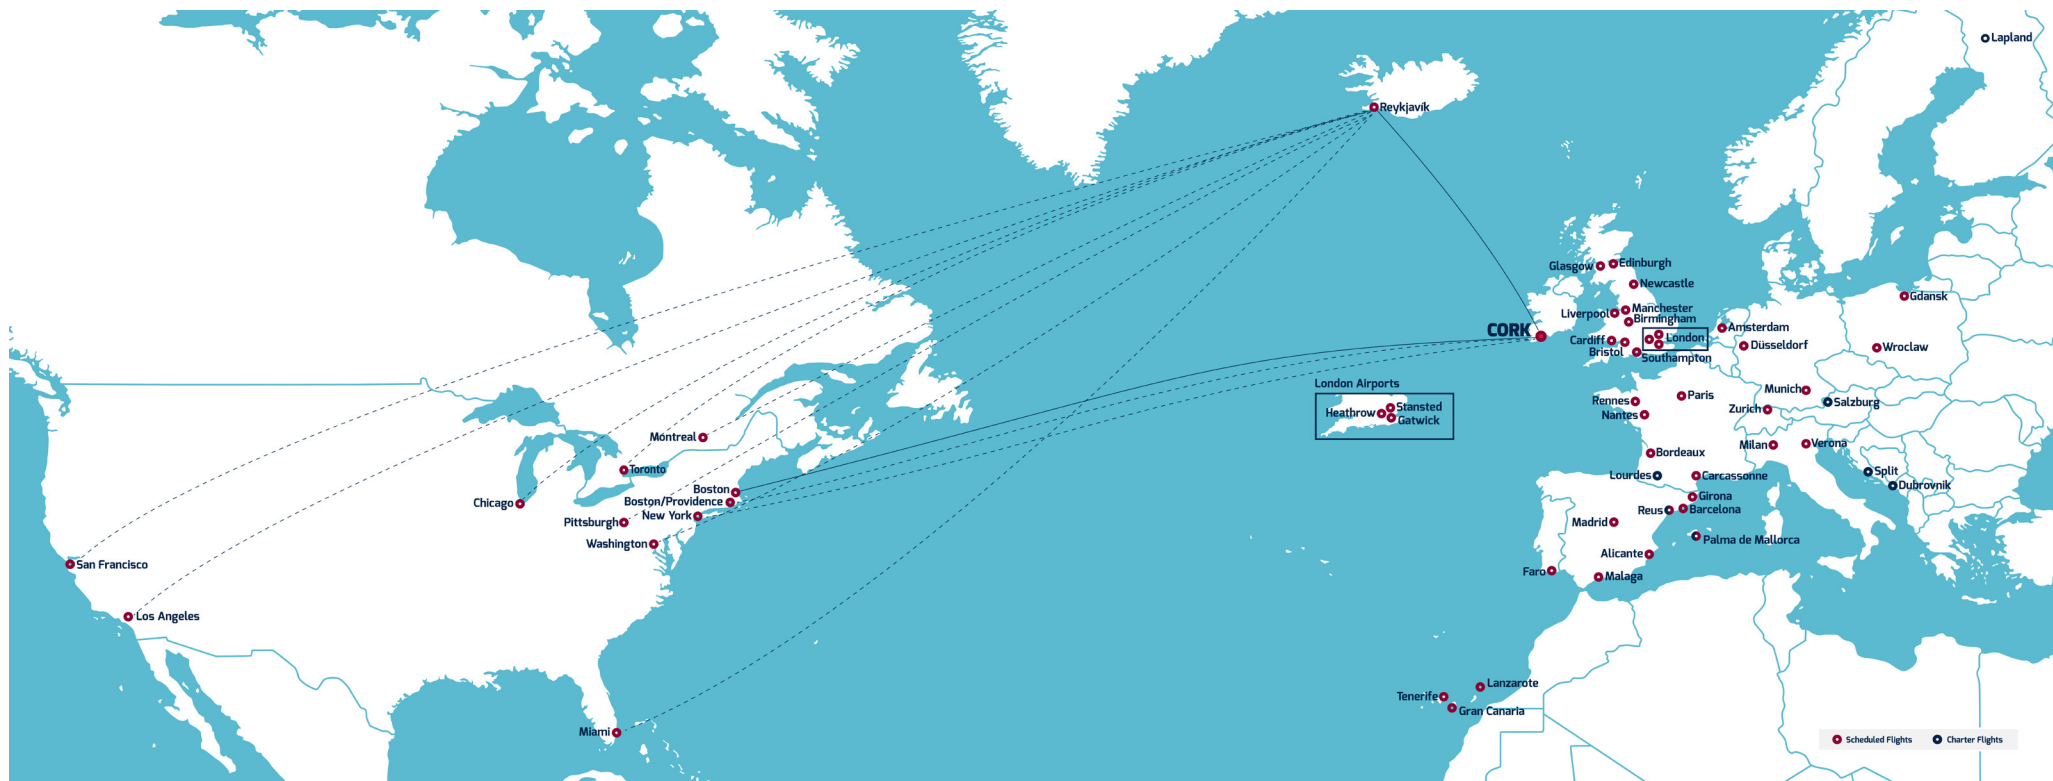 Lapland
Reykjavík
Glasgow
Edinburgh
Newcastle
Gdansk
Manchester
Liverpool
Birmingham
CORK
Amsterdam
London
Cardiff
Bristol
Southampton
Düsseldorf
Wroclaw
London Airports
Stansted
Heathrow
Gatwick
Munich
Paris
Rennes
Salzburg
Zurich
Nantes
Montreal
Milan
Verona
Bordeaux
Toronto
Lourdes
Carcassonne
Split
Dubrovnik
Boston
Boston/Providence
Chicago
New York
Pittsburgh
Girona
Reus
Barcelona
Madrid
Washington
Palma de Mallorca
Alicante
San Francisco
Faro
Malaga
Los Angeles
Lanzarote
Tenerife
Gran Canaria
Miami
Scheduled Flights
Charter Flights